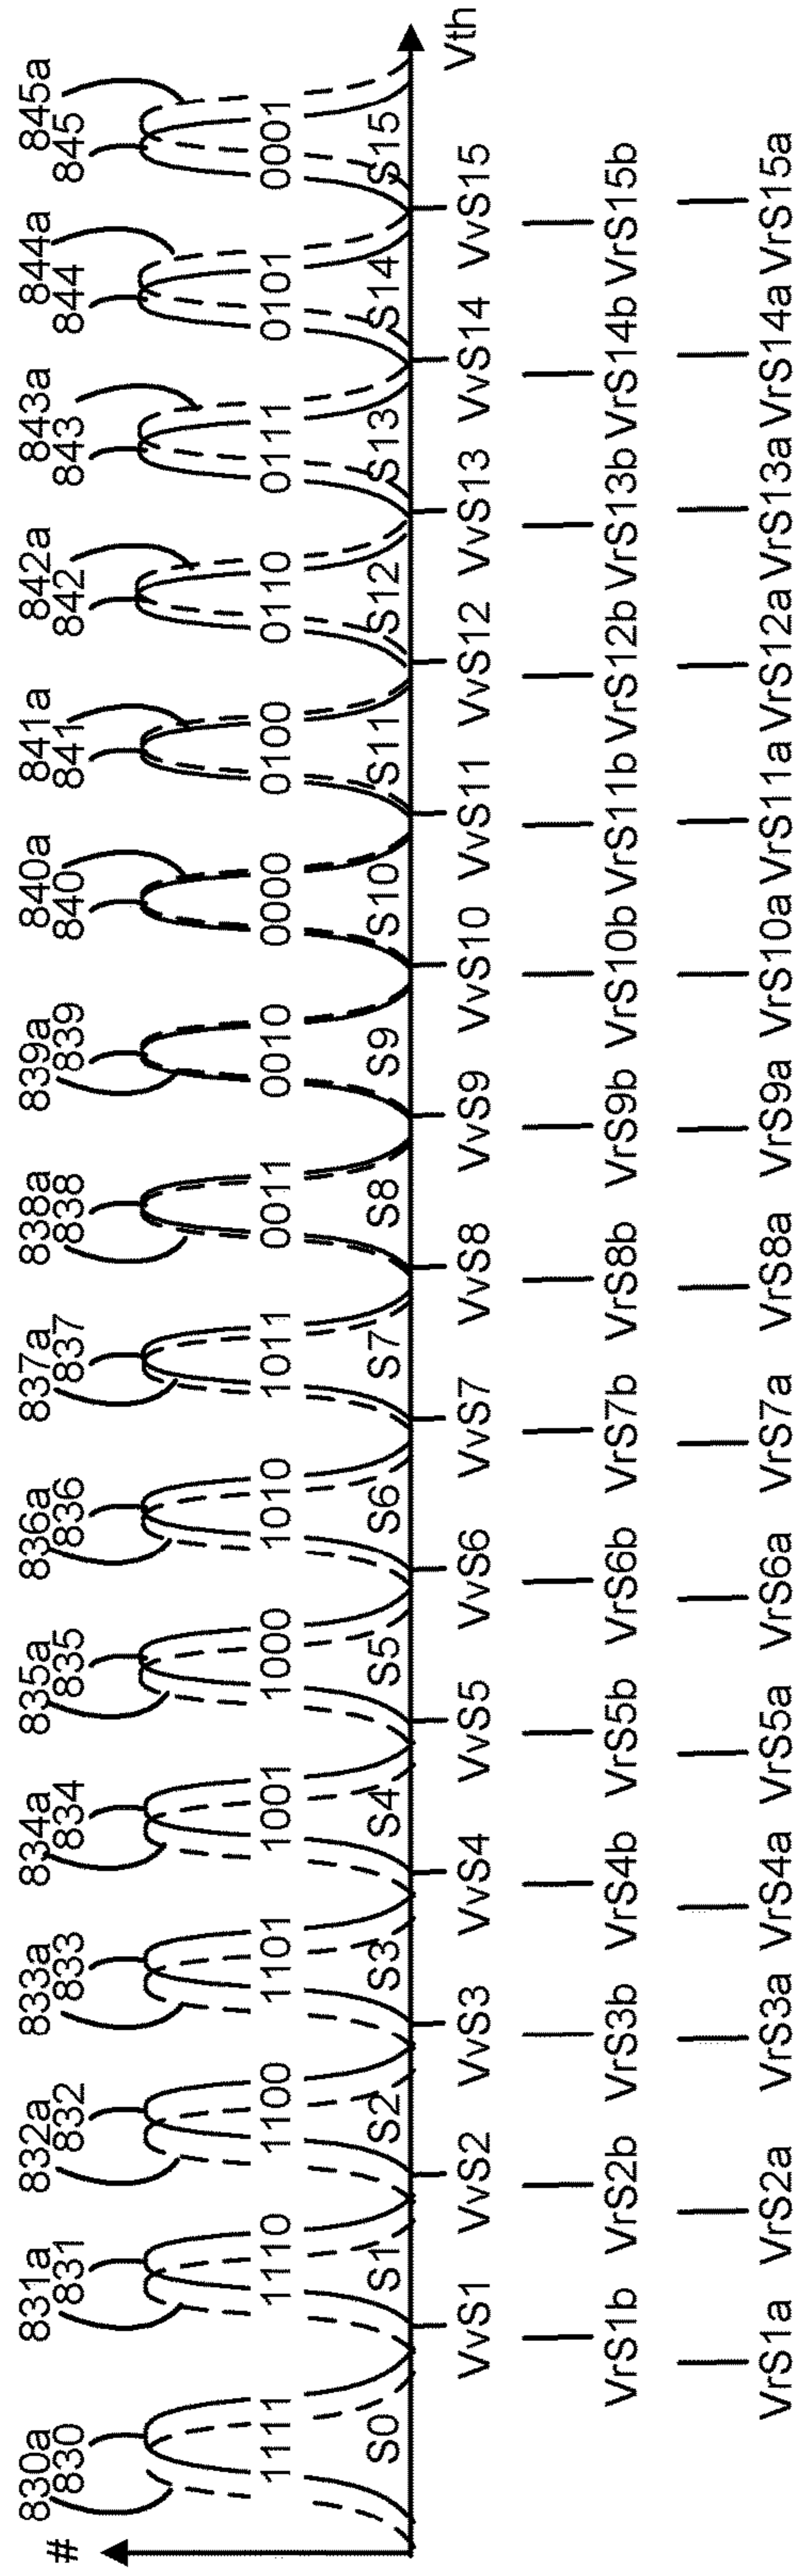 #
830a 831a 832a 833a 834a 835a 836a 837a 838a 839a 840a 841a 842a 843a 844a 845a
830 831 832 833 834 835 836 837 838 839 840 841 842 843 844 845
1111 1110 1100 1101 1001 1000 1010 1011 0011 0010 0000 0100 0110 0111 0101 0001
S0 S1 S2 S3 S4 S5 S6 S7 S8 S9 S10 S11 S12 S13 S14 S15
Vth
VvS1 VvS2 VvS3 VvS4 VvS5 VvS6 VvS7 VvS8 VvS9 VvS10 VvS11 VvS12 VvS13 VvS14 VvS15
VrS1b VrS2b VrS3b VrS4b VrS5b VrS6b VrS7b VrS8b VrS9b VrS10b VrS11b VrS12b VrS13b VrS14b VrS15b
VrS1a VrS2a VrS3a VrS4a VrS5a VrS6a VrS7a VrS8a VrS9a VrS10a VrS11a VrS12a VrS13a VrS14a VrS15a